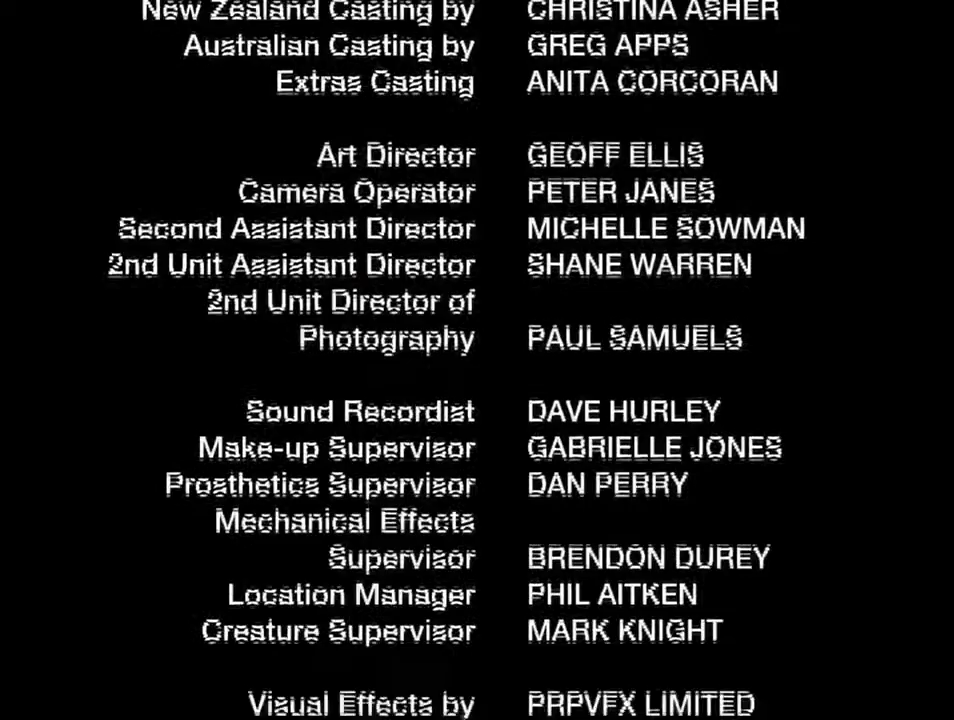 New Zealand Casting by CHRISTINA ASHER
Australian Casting by GREG APPS
Extras Casting ANITA CORCORAN
Art Director GEOFF ELLIS
Camera Operator PETER JANES
Second Assistant Director MICHELLE SOWMAN
2nd Unit Assistant Director SHANE WARREN
2nd Unit Director of
Photography PAUL SAMUELS
Sound Recordist DAVE HURLEY
Make-up Supervisor GABRIELLE JONES
Prosthetics Supervisor DAN PERRY
Mechanical Effects
Supervisor BRENDON DUREY
Location Manager PHIL AITKEN
Creature Supervisor MARK KNIGHT
Visual Effects by PRPVFX LIMITED